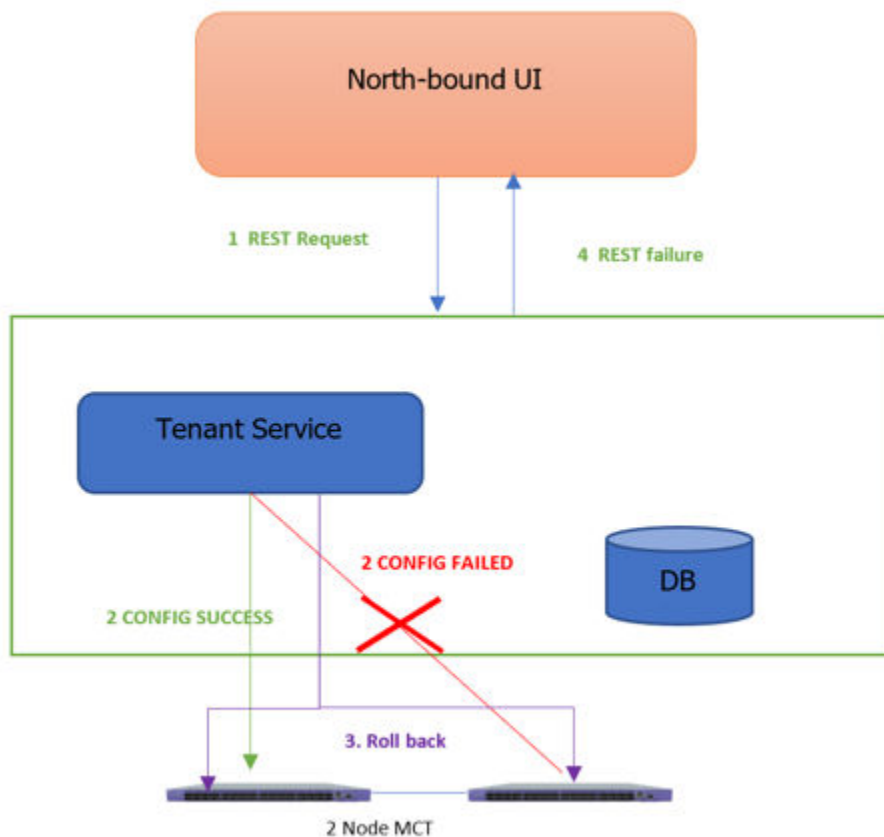 North-bound UI
1  REST Request
4  REST failure
Tenant Service
2 CONFIG FAILED
DB
2 CONFIG SUCCESS
3. Roll back
2 Node MCT